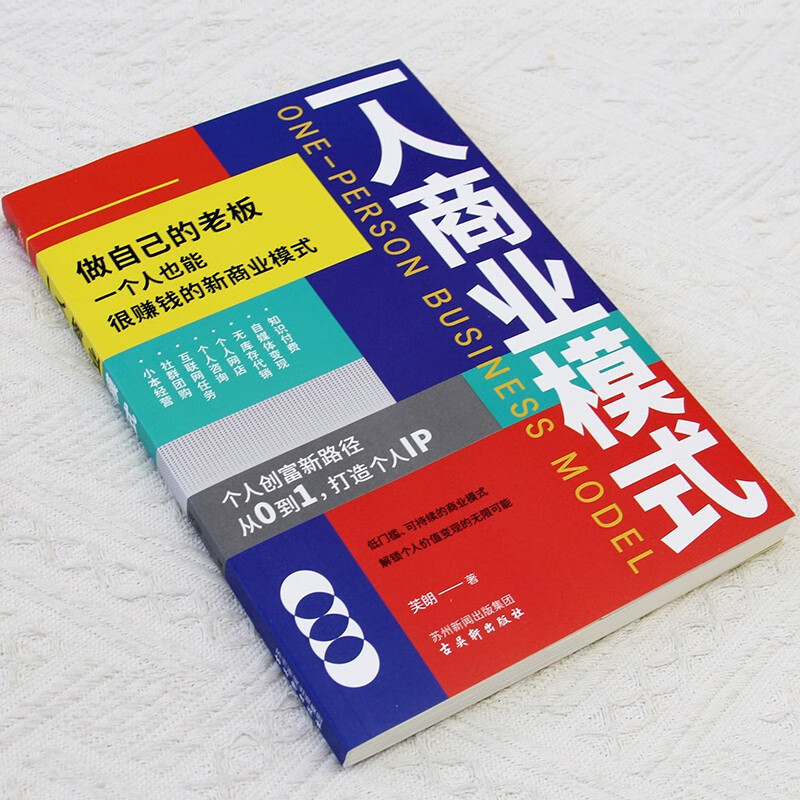 一人商业模式
ONE-PERSON BUSINESS MODEL
做自己的老板
一个人也能
很赚钱的新商业模式
·知识付费
·自媒体变现
·无库存代销
·个人网店
·个人咨询
·互联网任务
·社群团购
·小本经营
个人创富新路径
从0到1，打造个人IP
低门槛、可持续的商业模式
解锁个人价值变现的无限可能
芙朗——著
苏州新闻出版集团
古吴轩出版社